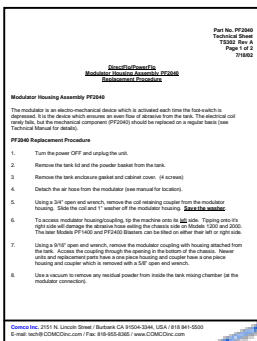 Part No. PF2040
Technical Sheet
TS302 Rev A
Page 1 of 2
7/18/02
DirectFlo/PowerFlo
Modulator Housing Assembly PF2040
Replacement Procedure
Modulator Housing Assembly PF2040
The modulator is an electro-mechanical device which is activated each time the foot-switch is
depressed. It is the device which ensures an even flow of abrasive from the tank. The electrical coil
rarely fails, but the mechanical component (PF2040) should be replaced on a regular basis (see
Technical Manual for details).
PF2040 Replacement Procedure
1. Turn the power OFF and unplug the unit.
2. Remove the tank lid and the powder basket from the tank.
3 Remove the tank enclosure gasket and cabinet cover. (4 screws)
4. Detach the air hose from the modulator (see manual for location).
5. Using a 3/4" open end wrench, remove the coil retaining coupler from the modulator
housing. Slide the coil and 1" washer off the modulator housing. Save the washer.
6. To access modulator housing/coupling, tip the machine onto its left side. Tipping onto it's
right side will damage the abrasive hose exiting the chassis side on Models 1200 and 2000.
The later Models PF1400 and PF2400 Blasters can be tilted on either their left or right side.
7. Using a 9/16" open end wrench, remove the modulator coupling with housing attached from
the tank. Access the coupling through the opening in the bottom of the chassis. Newer
units and replacement parts have a one piece housing and coupler have a one piece
housing and coupler which is removed with a 5/8" open end wrench.
8. Use a vacuum to remove any residual powder from inside the tank mixing chamber (at the
modulator connection).
Comco Inc. 2151 N. Lincoln Street / Burbank CA 91504-3344, USA / 818 841-5500
E-mail: tech@COMCOinc.com / Fax: 818-955-8365 / www.COMCOinc.com